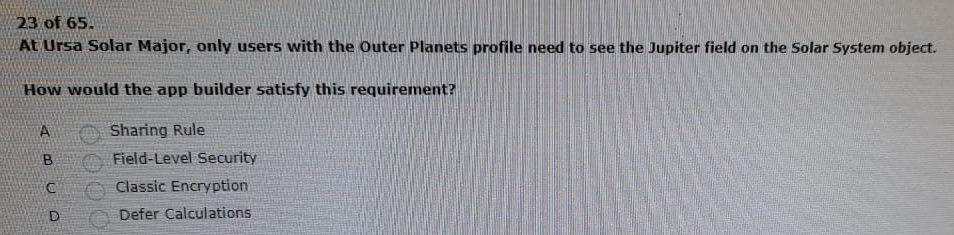 23 of 65.
At Ursa Solar Major, only users with the Outer Planets profile need to see the Jupiter field on the Solar System object.
How would the app builder satisfy this requirement?
A Sharing Rule
B Field-Level Security
C Classic Encryption
D Defer Calculations